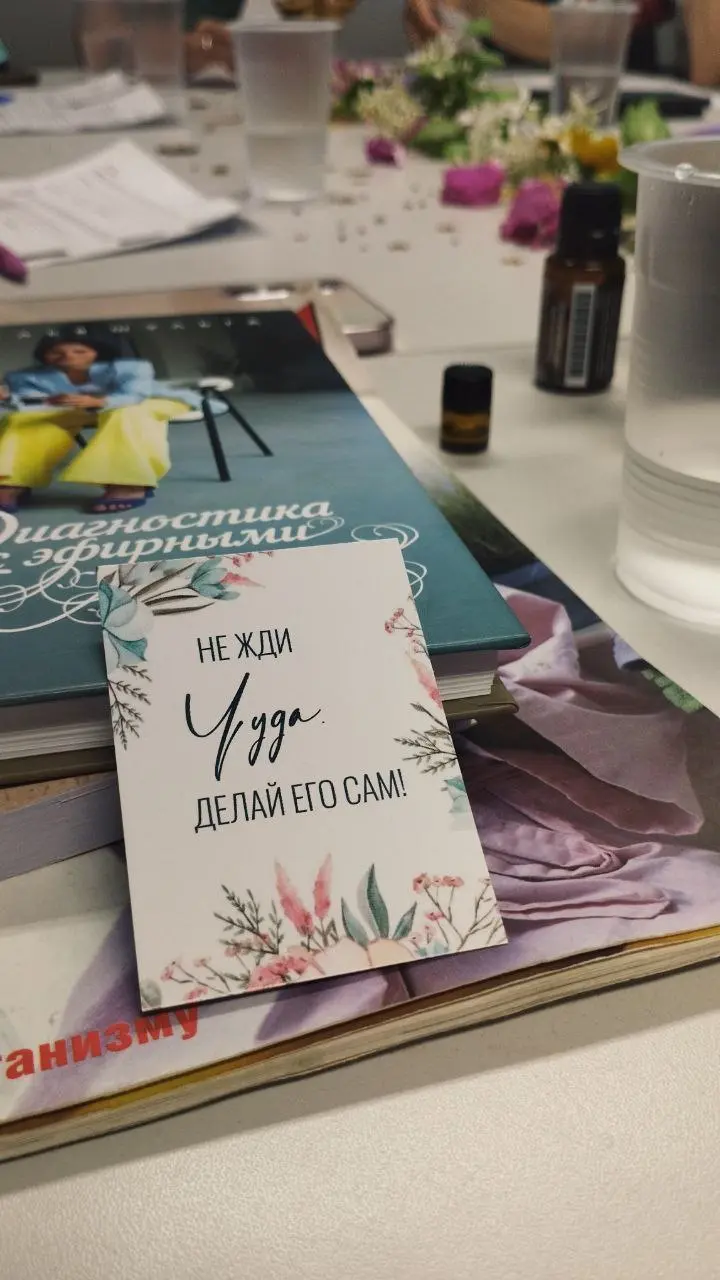 Диагностика
с эфирными
НЕ ЖДИ
Чуда.
ДЕЛАЙ ЕГО САМ!
ганизму